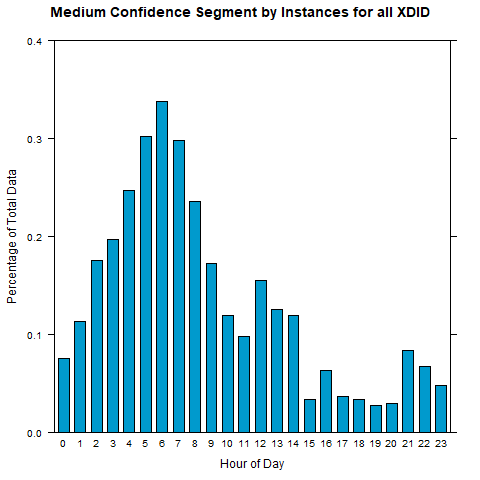 Medium Confidence Segment by Instances for all XDID
0.4
0.3
0.2
0.1
0.0
Percentage of Total Data
0 1 2 3 4 5 6 7 8 9 10 11 12 13 14 15 16 17 18 19 20 21 22 23
Hour of Day